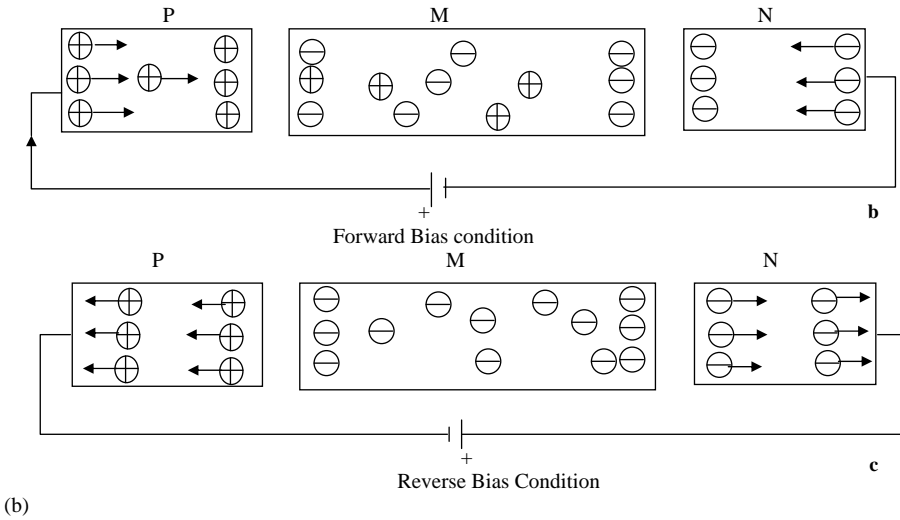 P M N
+
b
Forward Bias condition
P M N
+
c
Reverse Bias Condition
(b)